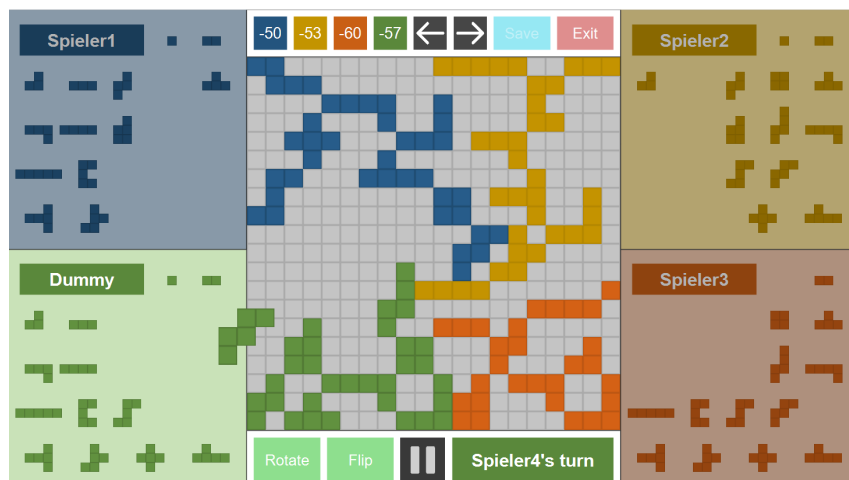 Spieler1
-50 -53 -60 -57 Save Exit
Spieler2
Dummy
Spieler3
Rotate Flip Spieler4's turn